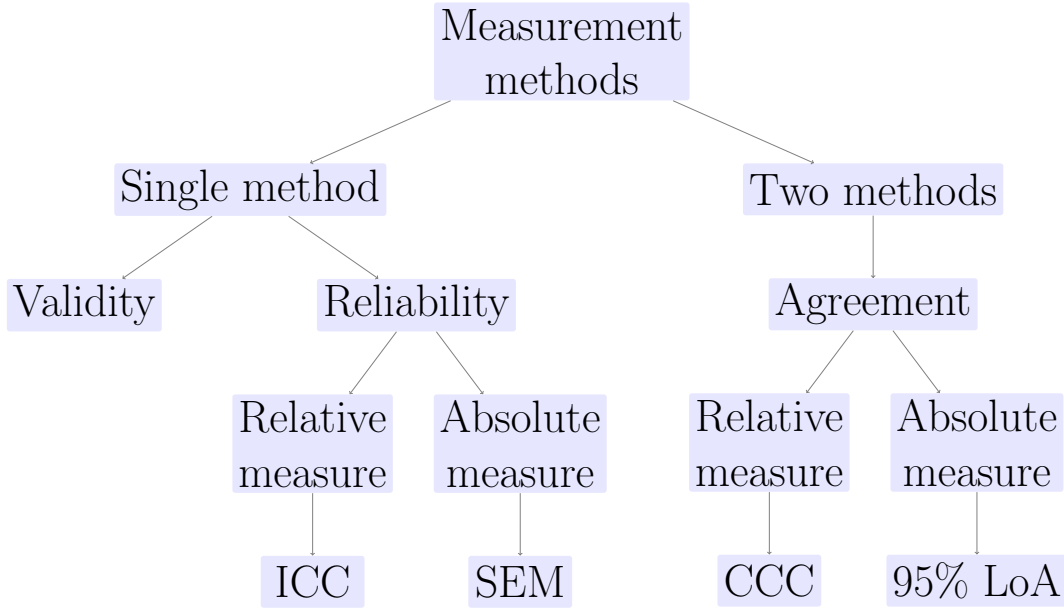 Measurement
methods
Single method
Two methods
Validity
Reliability
Agreement
Relative
measure
Absolute
measure
Relative
measure
Absolute
measure
ICC
SEM
CCC
95% LoA